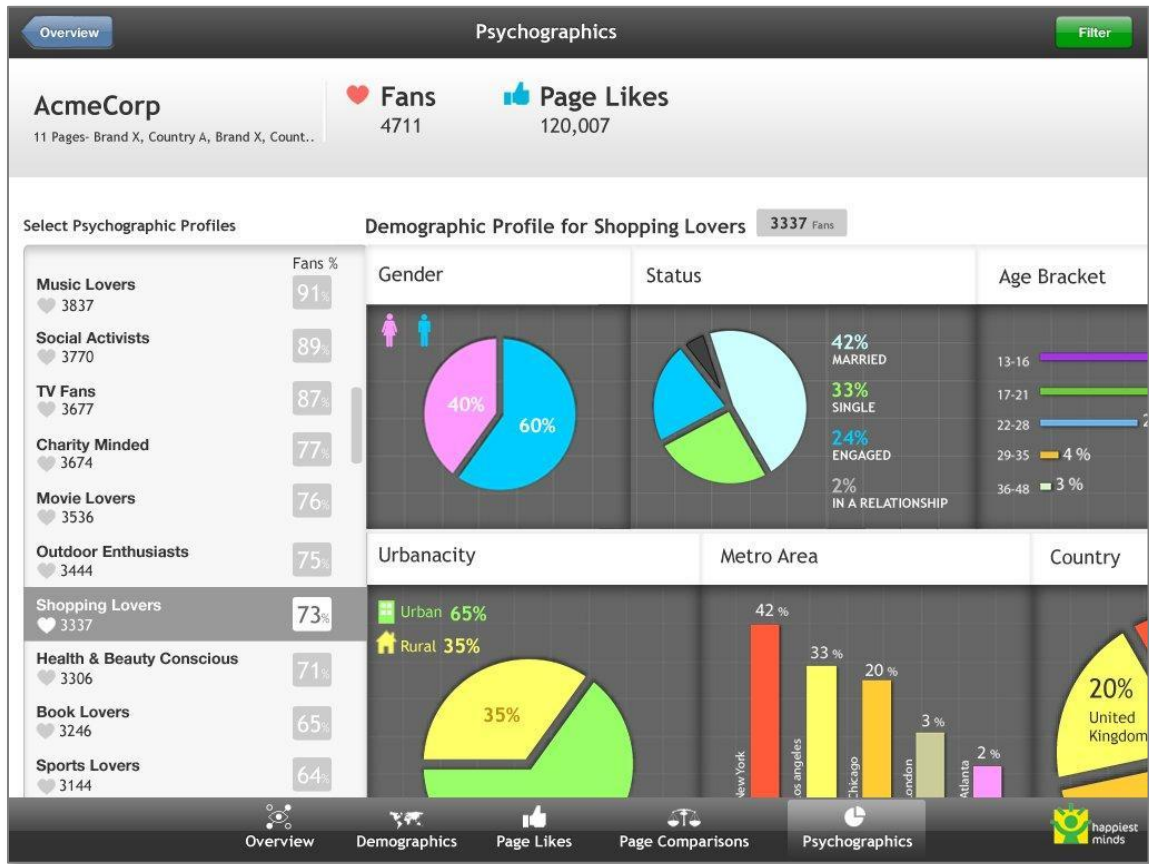 Overview
Psychographics
Filter
AcmeCorp
11 Pages- Brand X, Country A, Brand X, Count..
Fans
4711
Page Likes
120,007
Select Psychographic Profiles
Fans %
Music Lovers
3837
91%
Social Activists
3770
89%
TV Fans
3677
87%
Charity Minded
3674
77%
Movie Lovers
3536
76%
Outdoor Enthusiasts
3444
75%
Shopping Lovers
3337
73%
Health & Beauty Conscious
3306
71%
Book Lovers
3246
65%
Sports Lovers
3144
64%
Demographic Profile for Shopping Lovers 3337 Fans
Gender
40%
60%
Status
42%
MARRIED
33%
SINGLE
24%
ENGAGED
2%
IN A RELATIONSHIP
Age Bracket
13-16
17-21
22-28 2
29-35 4 %
36-48 3 %
Urbanacity
Urban 65%
Rural 35%
35%
Metro Area
42 %
New York
33 %
Los angeles
20 %
Chicago
3 %
London
2 %
Atlanta
Country
20%
United
Kingdom
Overview
Demographics
Page Likes
Page Comparisons
Psychographics
happiest
minds